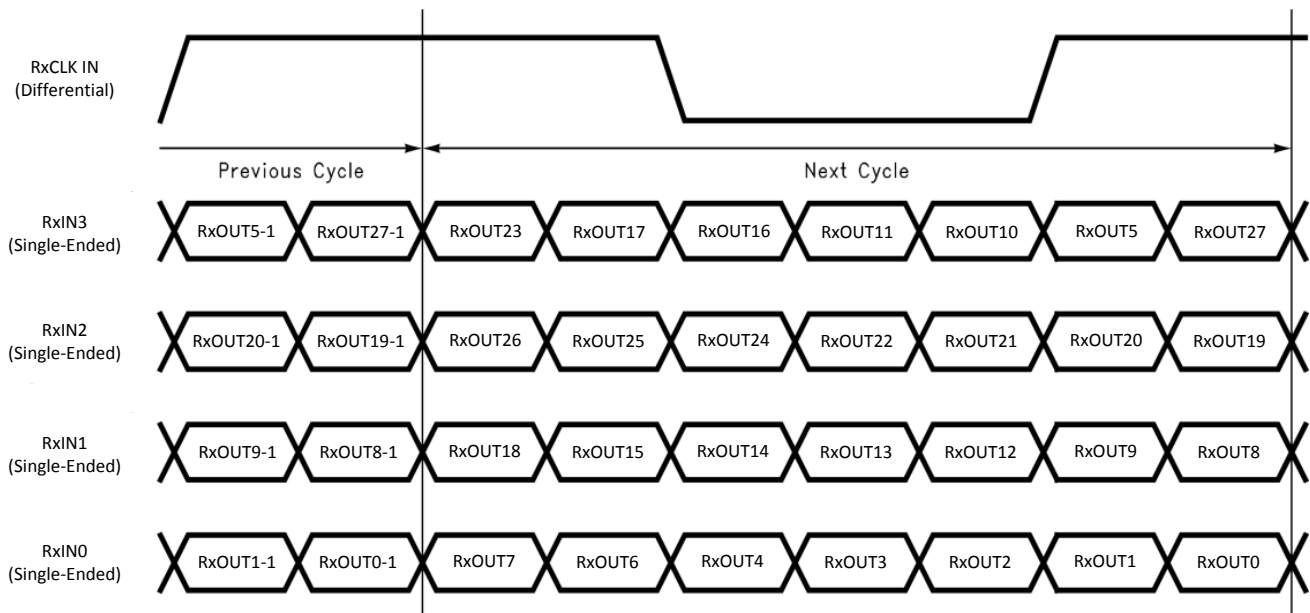 RxCLK IN
(Differential)
Previous Cycle
Next Cycle
RxIN3
(Single-Ended)
RxOUT5-1 RxOUT27-1 RxOUT23 RxOUT17 RxOUT16 RxOUT11 RxOUT10 RxOUT5 RxOUT27
RxIN2
(Single-Ended)
RxOUT20-1 RxOUT19-1 RxOUT26 RxOUT25 RxOUT24 RxOUT22 RxOUT21 RxOUT20 RxOUT19
RxIN1
(Single-Ended)
RxOUT9-1 RxOUT8-1 RxOUT18 RxOUT15 RxOUT14 RxOUT13 RxOUT12 RxOUT9 RxOUT8
RxIN0
(Single-Ended)
RxOUT1-1 RxOUT0-1 RxOUT7 RxOUT6 RxOUT4 RxOUT3 RxOUT2 RxOUT1 RxOUT0